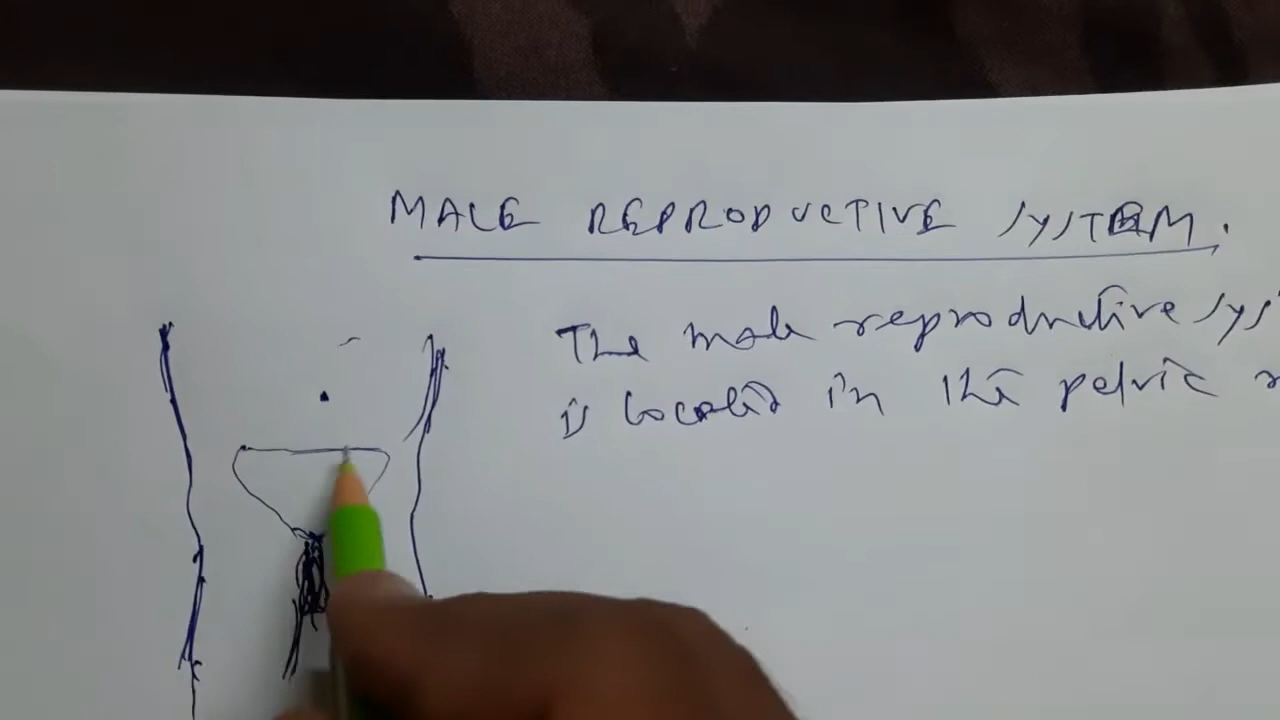 MALE REPRODUCTIVE SYSTEM.
The male reproductive sys
is located in the pelvic r